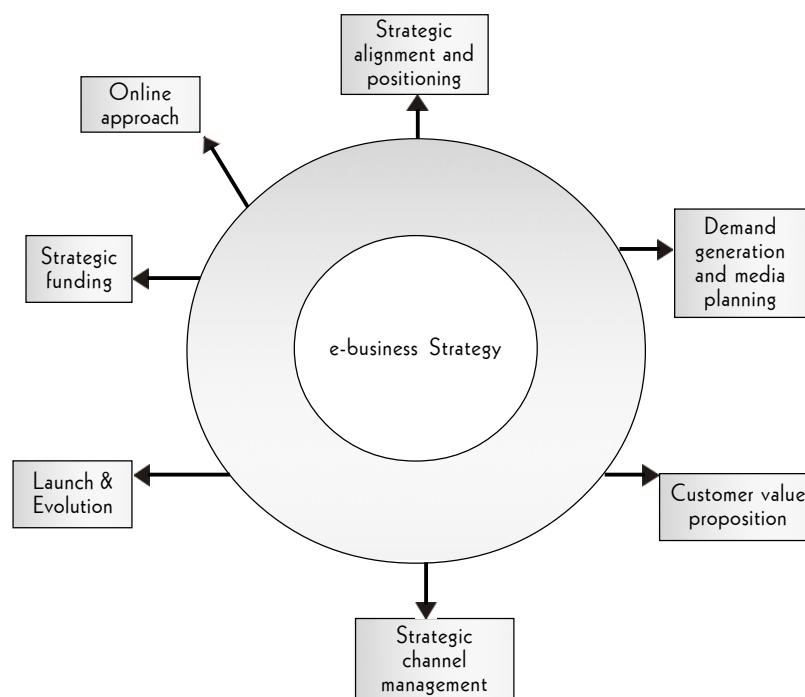 Strategic
alignment and
positioning
Online
approach
Demand
generation
and media
planning
Strategic
funding
e-business Strategy
Launch &
Evolution
Customer value
proposition
Strategic
channel
management